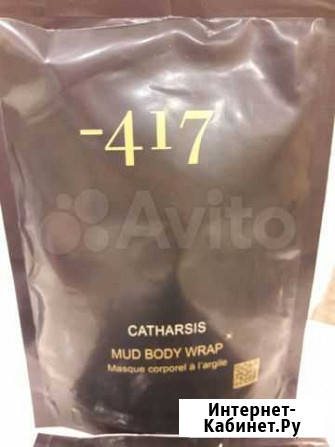 -417
Avito
CATHARSIS
MUD BODY WRAP
Masque corporel à l'argile
Интернет-
Кабинет.Ру